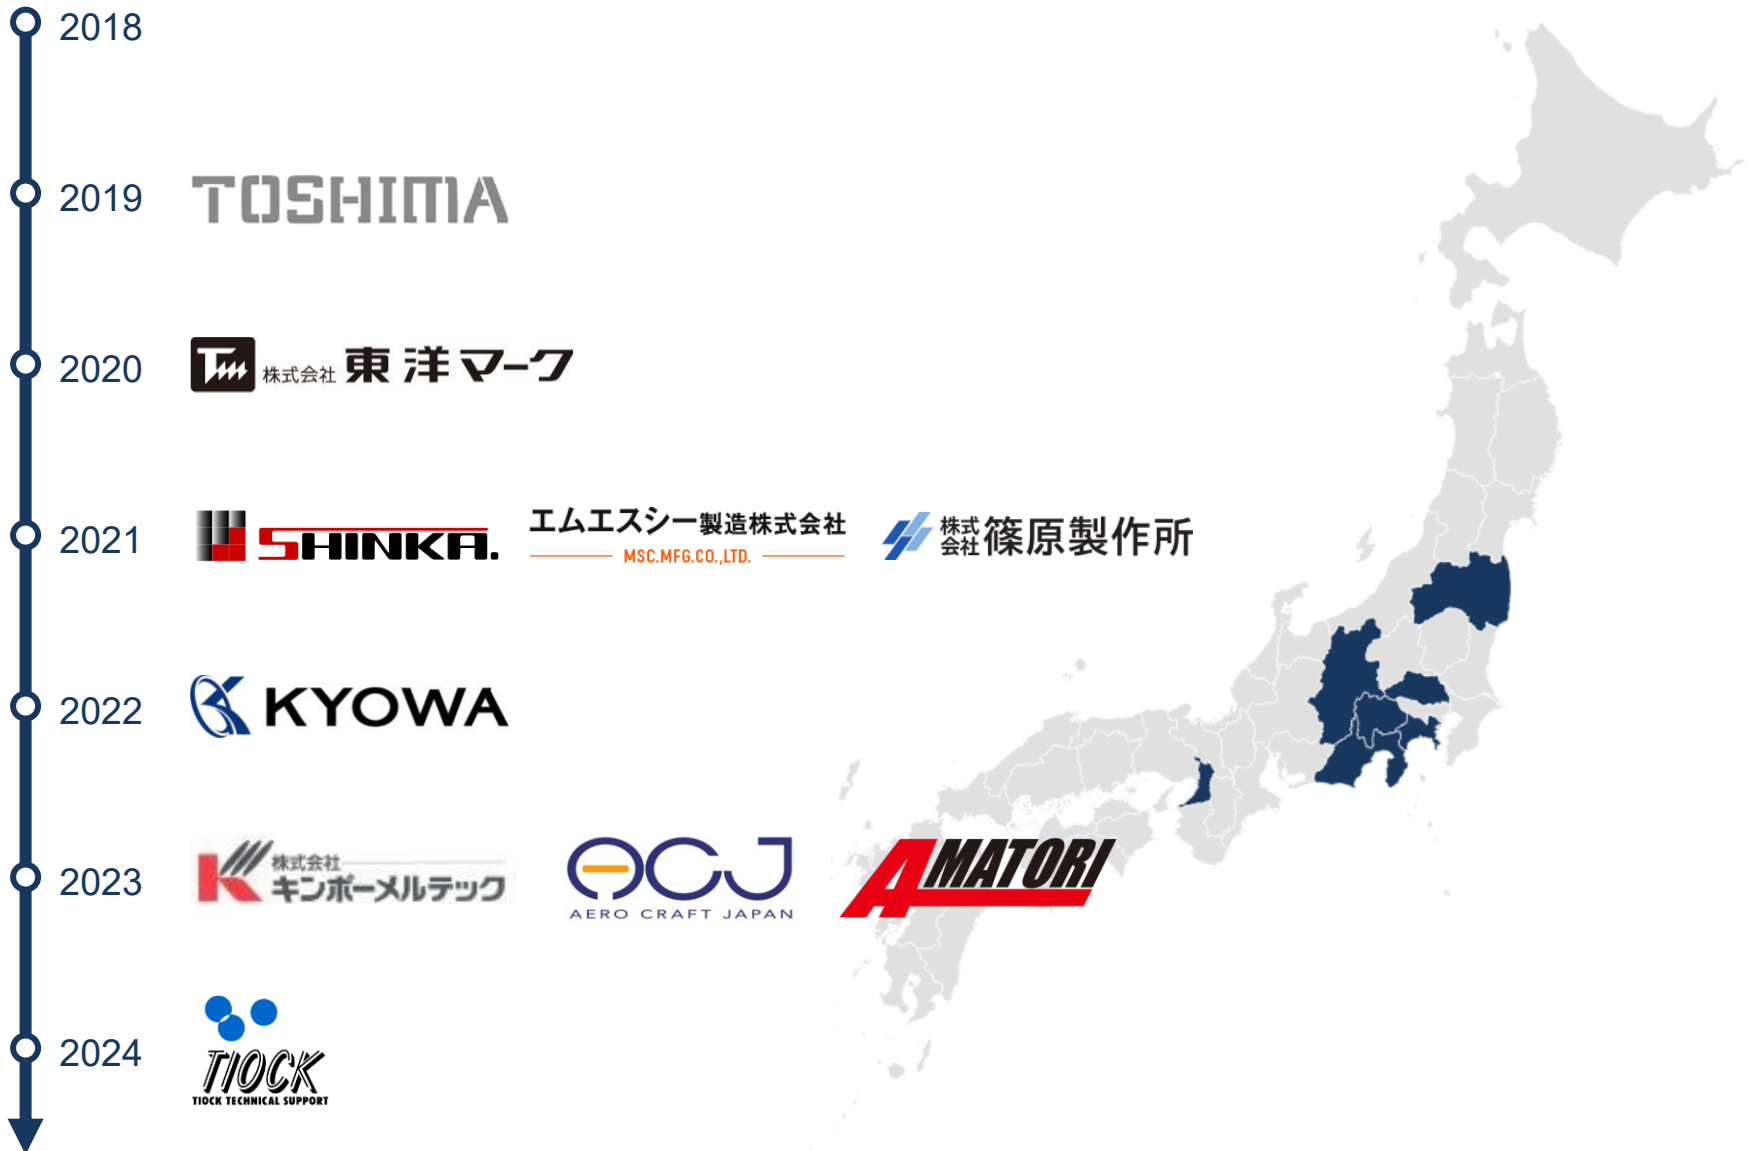 2018
2019
TOSHIMA
2020
TM 株式会社 東洋マーク
2021
SHINKA.
エムエスシー製造株式会社
MSC.MFG.CO.,LTD.
株式会社 篠原製作所
2022
KYOWA
2023
株式会社
キンポーメルテック
ACJ
AERO CRAFT JAPAN
AMATORI
2024
TIOCK
TIOCK TECHNICAL SUPPORT